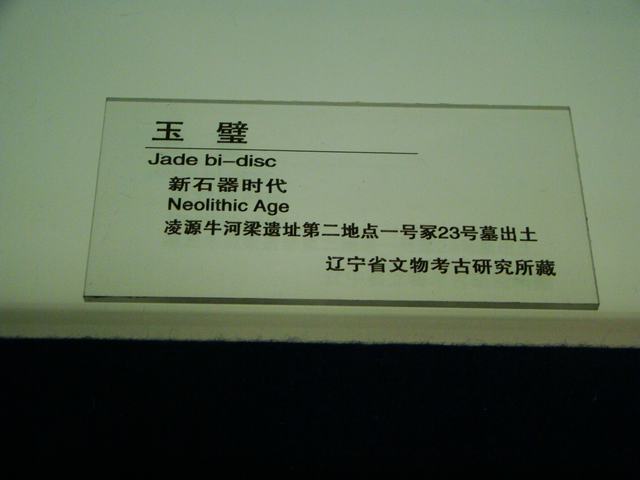 玉 璧
Jade bi-disc
新石器时代
Neolithic Age
凌源牛河梁遗址第二地点一号冢23号墓出土
辽宁省文物考古研究所藏